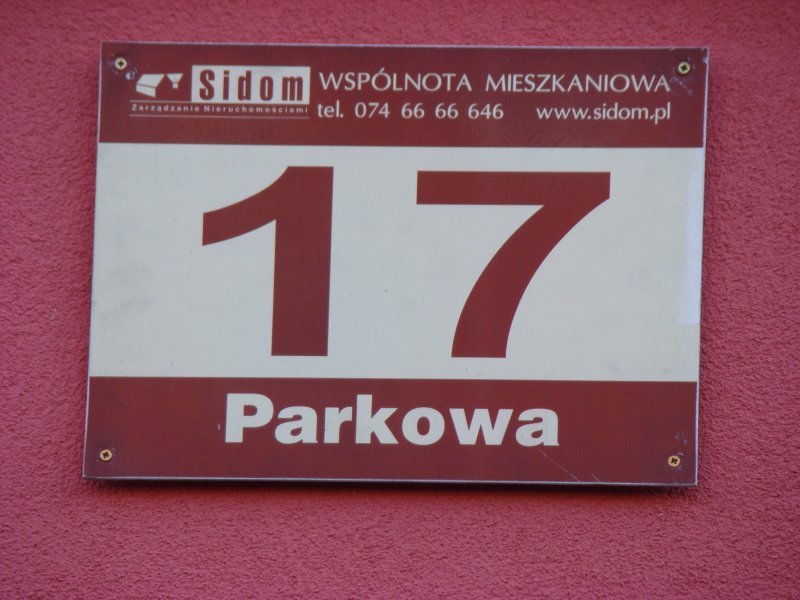 Sidom WSPÓLNOTA MIESZKANIOWA
Zarządzanie Nieruchomościami tel. 074 66 66 646 www.sidom.pl
17
Parkowa